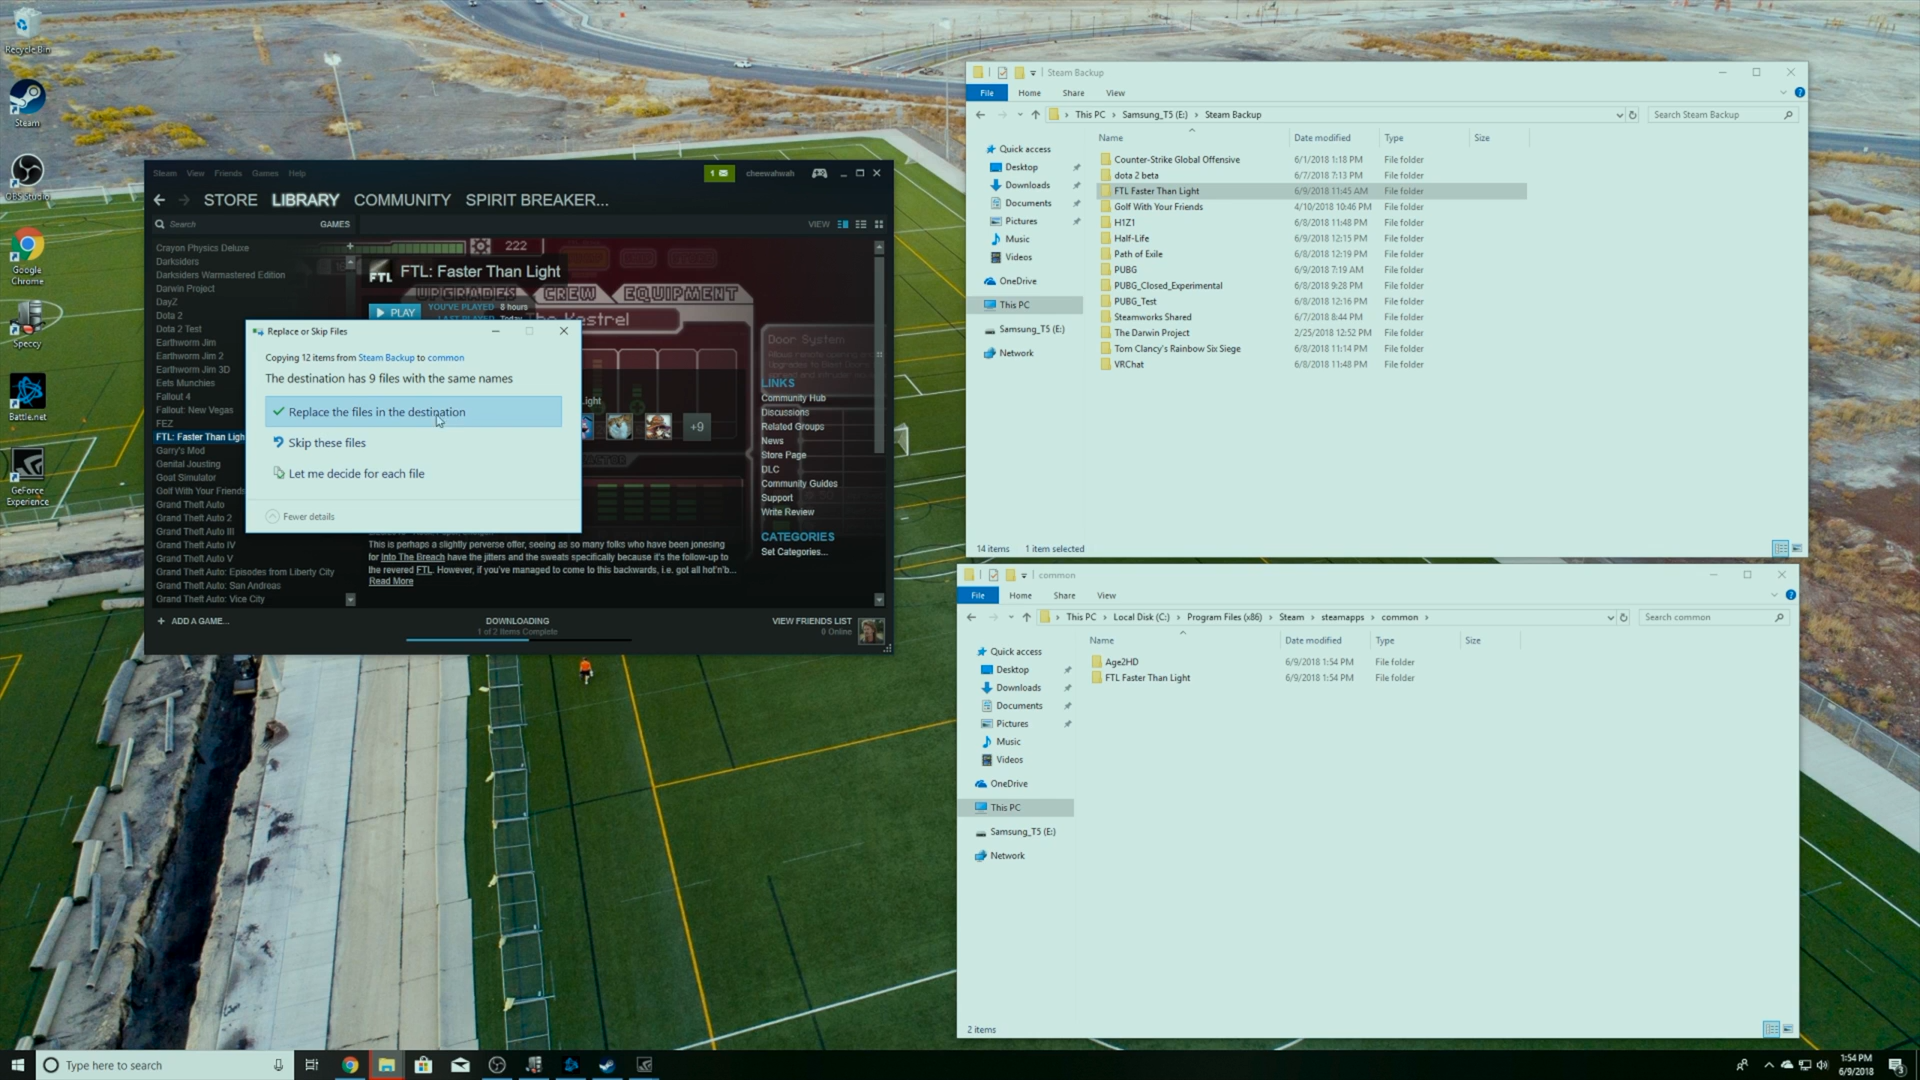 Recycle Bin
Steam
OBS Studio
Google
Chrome
Speccy
Battle.net
GeForce
Experience
Steam View Friends Games Help
1
cheewahwah
STORE LIBRARY COMMUNITY SPIRIT BREAKER...
Search
GAMES
VIEW
Crayon Physics Deluxe
Darksiders
Darksiders Warmastered Edition
Darwin Project
DayZ
Dota 2
Dota 2 Test
Earthworm Jim
Earthworm Jim 2
Earthworm Jim 3D
Eets Munchies
Fallout 4
Fallout: New Vegas
FEZ
FTL: Faster Than Ligh
Garry's Mod
Genital Jousting
Goat Simulator
Golf With Your Friends
Grand Theft Auto
Grand Theft Auto 2
Grand Theft Auto III
Grand Theft Auto IV
Grand Theft Auto V
Grand Theft Auto: Episodes from Liberty City
Grand Theft Auto: San Andreas
Grand Theft Auto: Vice City
+ ADD A GAME...
222
FTL
FTL: Faster Than Light
UPGRADES CREW EQUIPMENT
PLAY
YOU'VE PLAYED 8 hours
LAST PLAYED Today
The Kestrel
Door System
Light
+9
LINKS
Community Hub
Discussions
Related Groups
News
Store Page
DLC
Community Guides
Support
Write Review
CATEGORIES
Set Categories...
This is perhaps a slightly perverse offer, seeing as so many folks who have been jonesing
for Into The Breach have the jitters and the sweats specifically because it's the follow-up to
the revered FTL. However, if you've managed to come to this backwards, i.e. got all hot'n'b...
Read More
DOWNLOADING
1 of 2 Items Complete
VIEW FRIENDS LIST
0 Online
Replace or Skip Files
Copying 12 items from Steam Backup to common
The destination has 9 files with the same names
Replace the files in the destination
Skip these files
Let me decide for each file
Fewer details
Steam Backup
File Home Share View
This PC > Samsung_T5 (E:) > Steam Backup
Search Steam Backup
Name Date modified Type Size
Quick access
Desktop
Downloads
Documents
Pictures
Music
Videos
OneDrive
This PC
Samsung_T5 (E:)
Network
Counter-Strike Global Offensive 6/1/2018 1:18 PM File folder
dota 2 beta 6/7/2018 7:13 PM File folder
FTL Faster Than Light 6/9/2018 11:45 AM File folder
Golf With Your Friends 4/10/2018 10:46 PM File folder
H1Z1 6/8/2018 11:48 PM File folder
Half-Life 6/9/2018 12:15 PM File folder
Path of Exile 6/8/2018 12:19 PM File folder
PUBG 6/9/2018 7:19 AM File folder
PUBG_Closed_Experimental 6/8/2018 9:28 PM File folder
PUBG_Test 6/8/2018 12:16 PM File folder
Steamworks Shared 6/7/2018 8:44 PM File folder
The Darwin Project 2/25/2018 12:52 PM File folder
Tom Clancy's Rainbow Six Siege 6/8/2018 11:14 PM File folder
VRChat 6/8/2018 11:48 PM File folder
14 items 1 item selected
common
File Home Share View
This PC > Local Disk (C:) > Program Files (x86) > Steam > steamapps > common >
Search common
Name Date modified Type Size
Quick access
Desktop
Downloads
Documents
Pictures
Music
Videos
OneDrive
This PC
Samsung_T5 (E:)
Network
Age2HD 6/9/2018 1:54 PM File folder
FTL Faster Than Light 6/9/2018 1:54 PM File folder
2 items
Type here to search
1:54 PM
6/9/2018
3